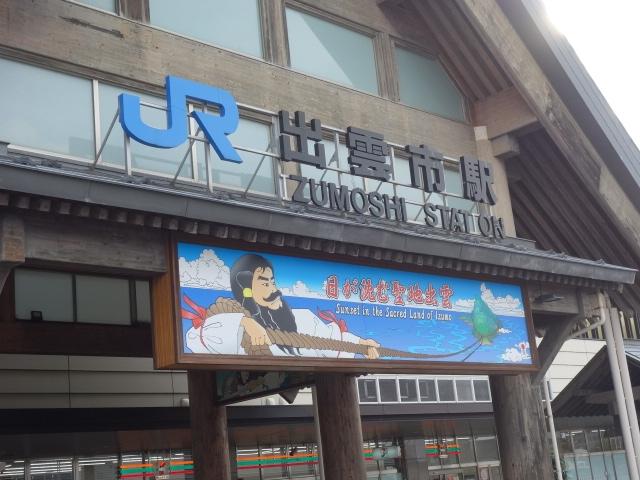 JR 出雲市駅
IZUMOSHI STATION
日が沈む聖地出雲
Sunset in the Sacred Land of Izumo